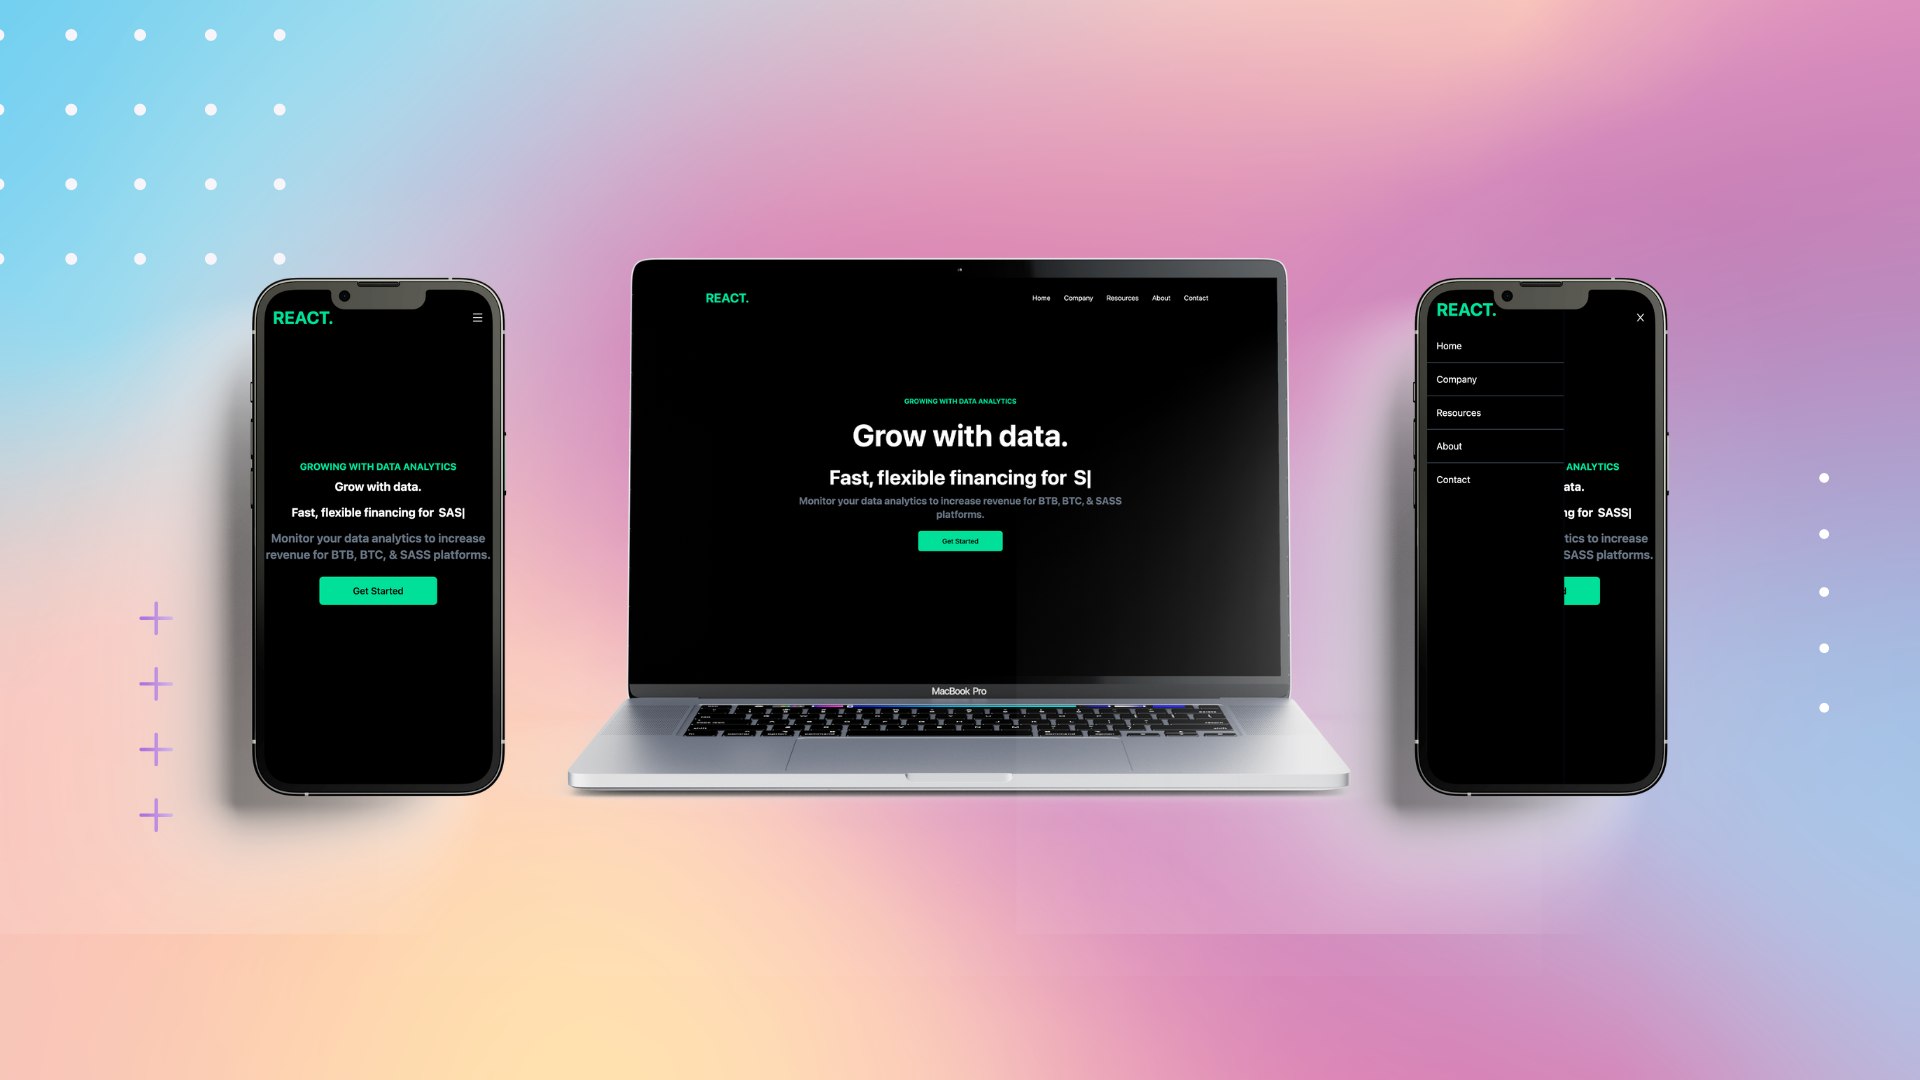 REACT.
GROWING WITH DATA ANALYTICS
Grow with data.
Fast, flexible financing for SAS|
Monitor your data analytics to increase
revenue for BTB, BTC, & SASS platforms.
Get Started
REACT.
Home Company Resources About Contact
GROWING WITH DATA ANALYTICS
Grow with data.
Fast, flexible financing for S|
Monitor your data analytics to increase revenue for BTB, BTC, & SASS
platforms.
Get Started
MacBook Pro
REACT.
X
Home
Company
Resources
About
Contact
ANALYTICS
ata.
ng for SASS|
tics to increase
SASS platforms.